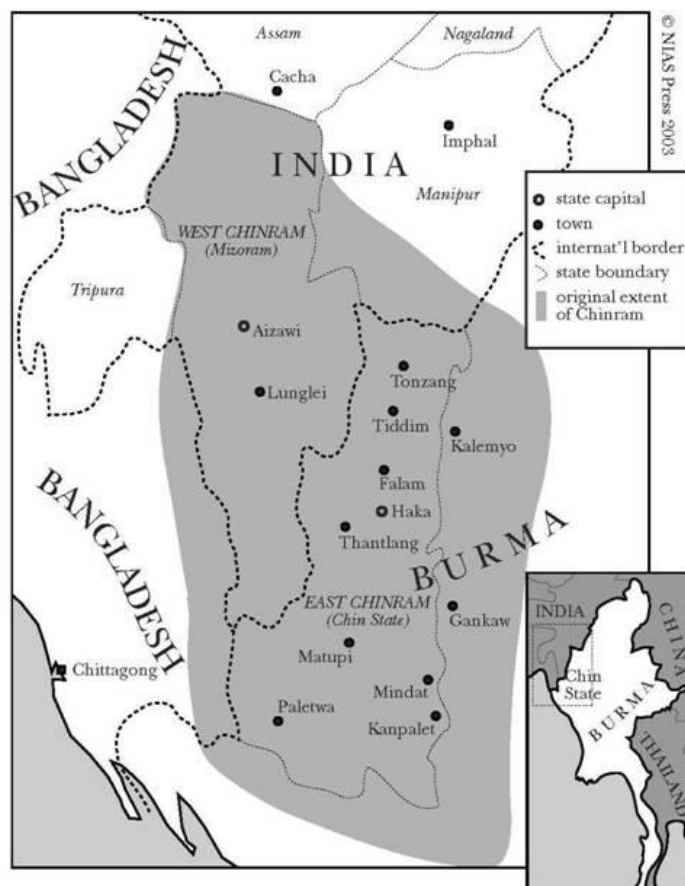 Assam
Nagaland
© NIAS Press 2003
BANGLADESH
Cacha
Imphal
INDIA
Manipur
state capital
town
internat'l border
state boundary
original extent
of Chinram
WEST CHINRAM
(Mizoram)
Tripura
Aizawi
Tonzang
Lunglei
Tiddim
Kalemyo
Falam
Haka
BANGLADESH
Thantlang
BURMA
EAST CHINRAM
(Chin State)
Gankaw
Matupi
Chittagong
Mindat
Paletwa
Kanpalet
INDIA
CHINA
Chin
State
BURMA
THAILAND